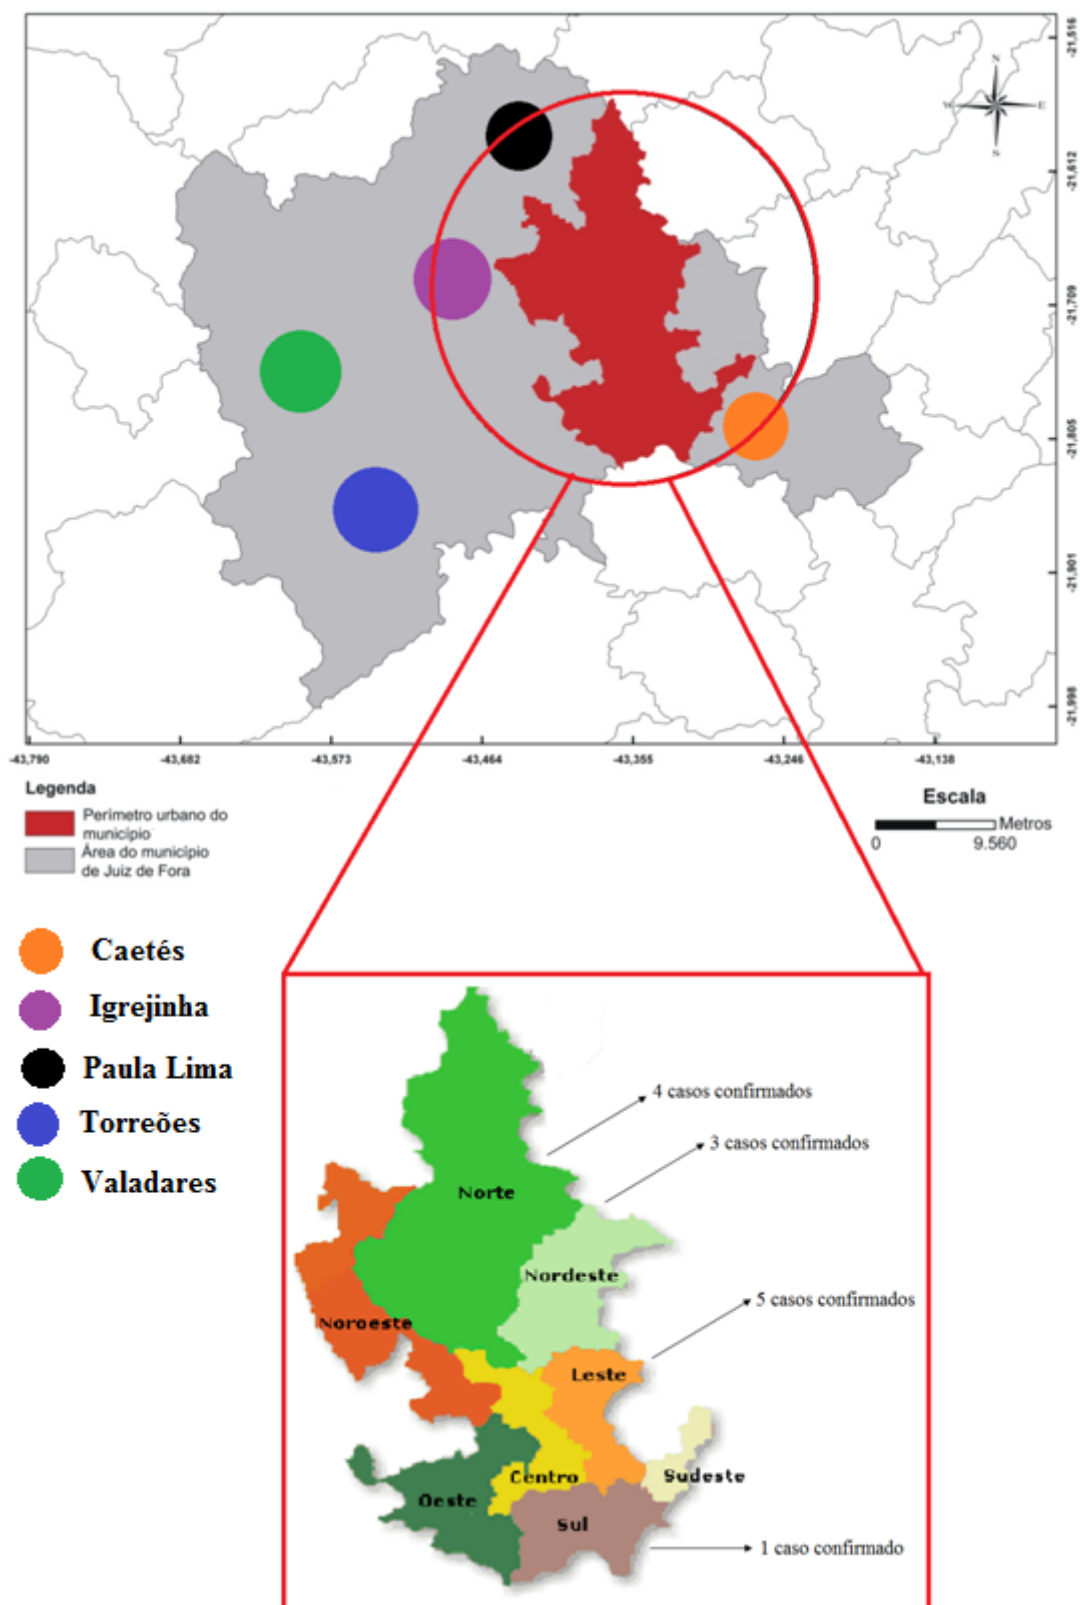 -21,516
N
W
E
S
-21,612
-21,709
-21,805
-21,901
-21,998
-43,790
-43,682
-43,573
-43,464
-43,355
-43,246
-43,138
Legenda
Perímetro urbano do
município
Área do município
de Juiz de Fora
Escala
Metros
0
9.560
Caetés
Igrejinha
Paula Lima
Torreões
Valadares
4 casos confirmados
3 casos confirmados
Norte
Nordeste
5 casos confirmados
Noroeste
Leste
Sudeste
Centro
Oeste
Sul
1 caso confirmado